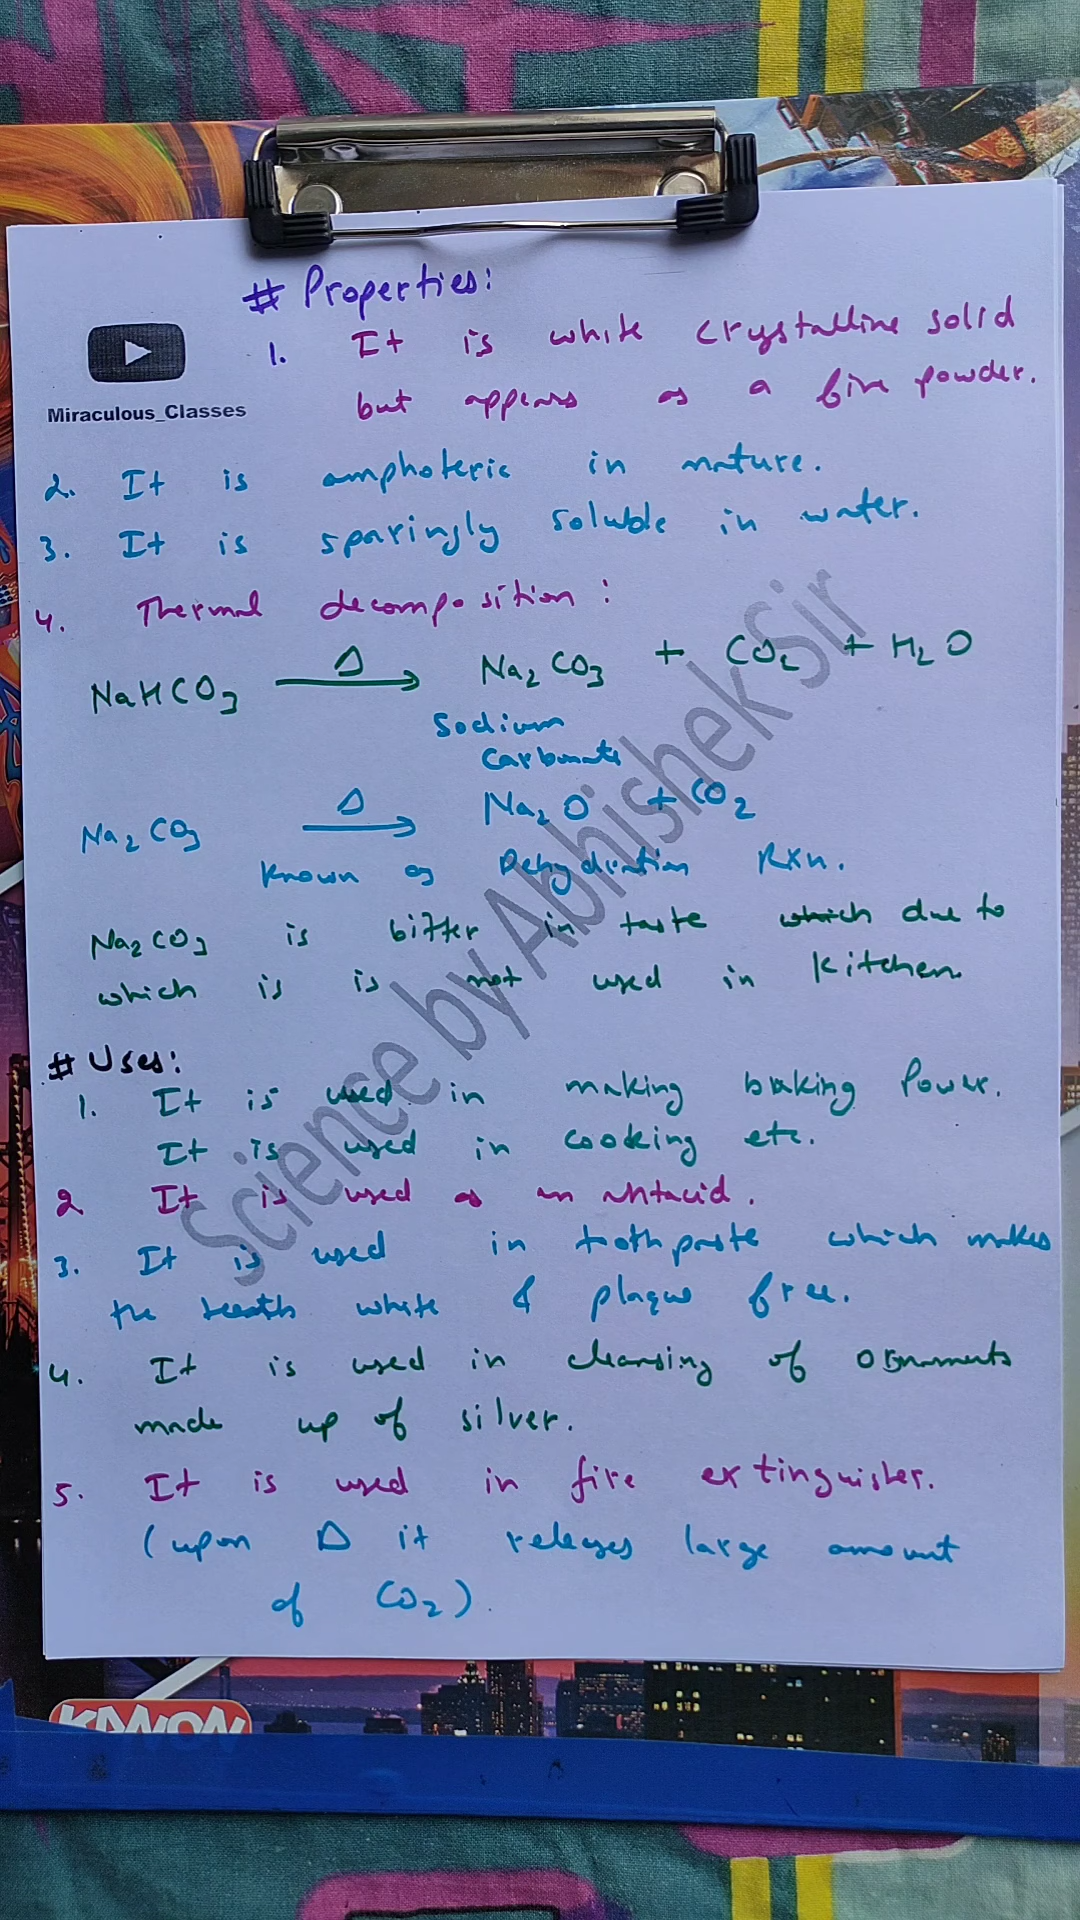 # Properties:
1. It is white crystalline solid
but appears as a fine powder.
Miraculous_Classes
2. It is amphoteric in nature.
3. It is sparingly soluble in water.
4. Thermal decomposition:
NaHCO3 Δ→ Na2CO3 + CO2 + H2O
Sodium
Carbonate
Na2CO3 Δ→ Na2O + CO2
Known as Dehydration Rxn.
Na2CO3 is bitter in taste which due to
which is is not used in Kitchen.
# Uses:
1. It is used in making baking Power.
It is used in cooking etc.
2 It is used as an Antacid.
3. It is used in toothpaste which makes
the teeth white & plaque free.
4. It is used in cleansing of ornaments
made up of silver.
5. It is used in fire extinguisher.
(upon Δ it releases large amount
of CO2).
Science by Abhishek Sir